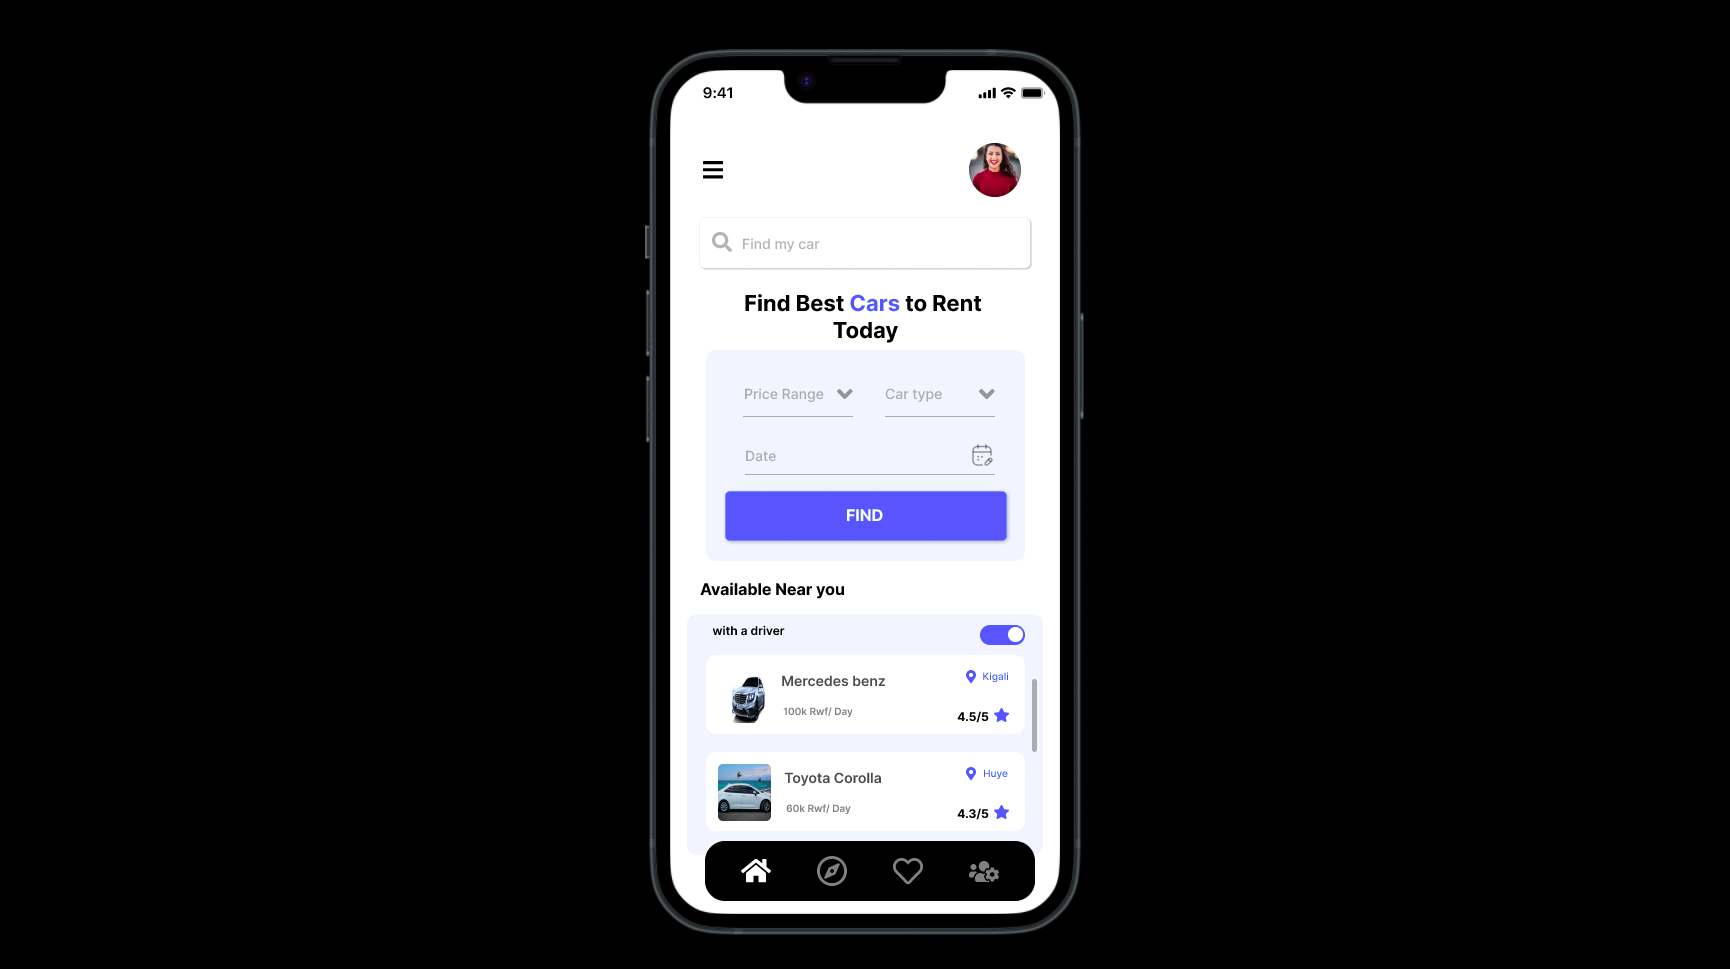 9:41
Find my car
Find Best Cars to Rent
Today
Price Range
Car type
Date
FIND
Available Near you
with a driver
Mercedes benz
Kigali
100k Rwf/ Day
4.5/5
Toyota Corolla
Huye
60k Rwf/ Day
4.3/5